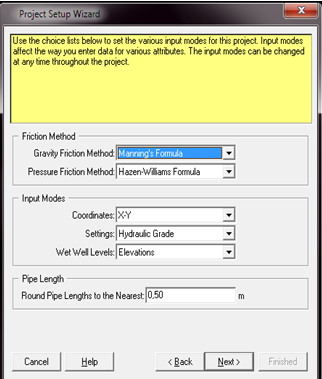 Project Setup Wizard
Use the choice lists below to set the various input modes for this project. Input modes
affect the way you enter data for various attributes. The input modes can be changed
at any time throughout the project.
Friction Method
Gravity Friction Method: Manning's Formula
Pressure Friction Method: Hazen-Williams Formula
Input Modes
Coordinates: X-Y
Settings: Hydraulic Grade
Wet Well Levels: Elevations
Pipe Length
Round Pipe Lengths to the Nearest: 0,50 m
Cancel Help < Back Next > Finished